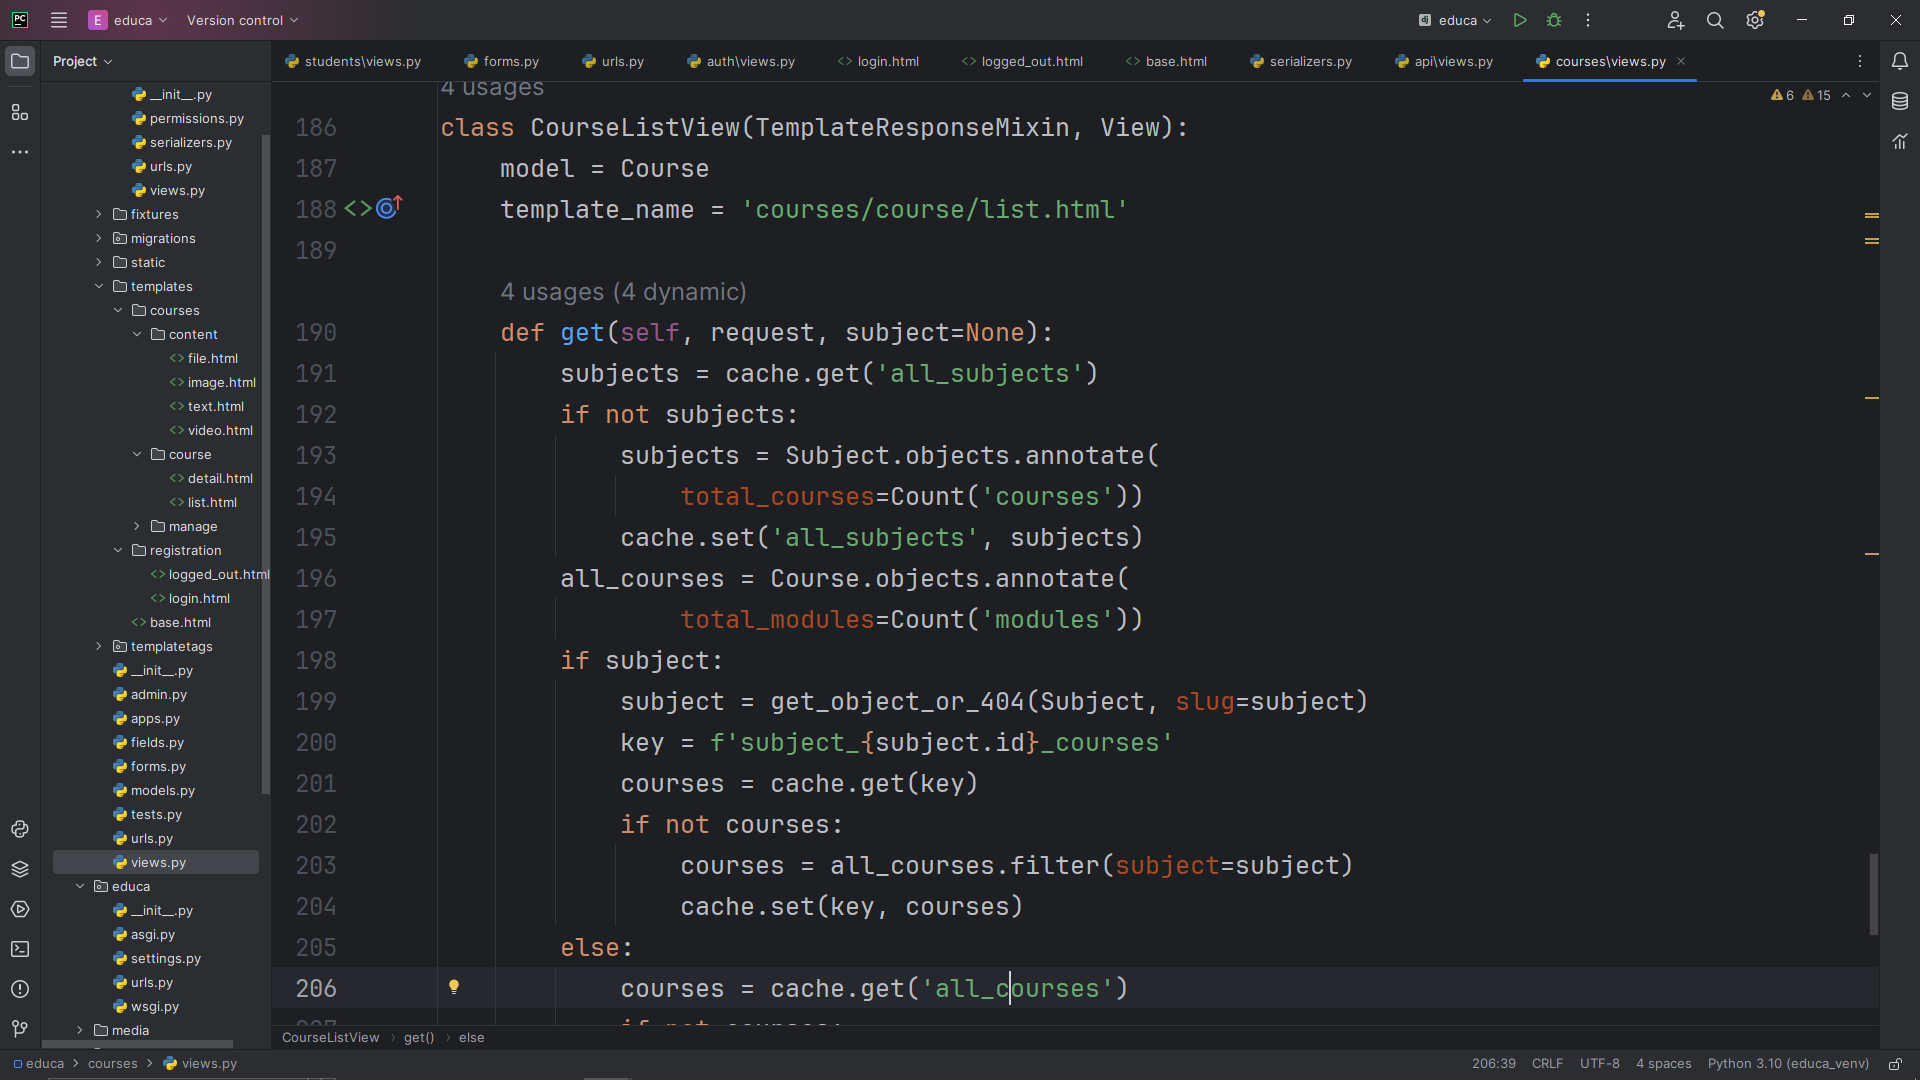 PC
E educa
Version control
dj educa
Project
students\views.py
forms.py
urls.py
auth\views.py
login.html
logged_out.html
base.html
serializers.py
api\views.py
courses\views.py
6 15
__init__.py
permissions.py
serializers.py
urls.py
views.py
fixtures
migrations
static
templates
courses
content
file.html
image.html
text.html
video.html
course
detail.html
list.html
manage
registration
logged_out.html
login.html
base.html
templatetags
__init__.py
admin.py
apps.py
fields.py
forms.py
models.py
tests.py
urls.py
views.py
educa
__init__.py
asgi.py
settings.py
urls.py
wsgi.py
media
4 usages
186 class CourseListView(TemplateResponseMixin, View):
187 model = Course
188 template_name = 'courses/course/list.html'
189
4 usages (4 dynamic)
190 def get(self, request, subject=None):
191 subjects = cache.get('all_subjects')
192 if not subjects:
193 subjects = Subject.objects.annotate(
194 total_courses=Count('courses'))
195 cache.set('all_subjects', subjects)
196 all_courses = Course.objects.annotate(
197 total_modules=Count('modules'))
198 if subject:
199 subject = get_object_or_404(Subject, slug=subject)
200 key = f'subject_{subject.id}_courses'
201 courses = cache.get(key)
202 if not courses:
203 courses = all_courses.filter(subject=subject)
204 cache.set(key, courses)
205 else:
206 courses = cache.get('all_courses')
207 if not courses:
CourseListView > get() > else
educa > courses > views.py
206:39 CRLF UTF-8 4 spaces Python 3.10 (educa_venv)